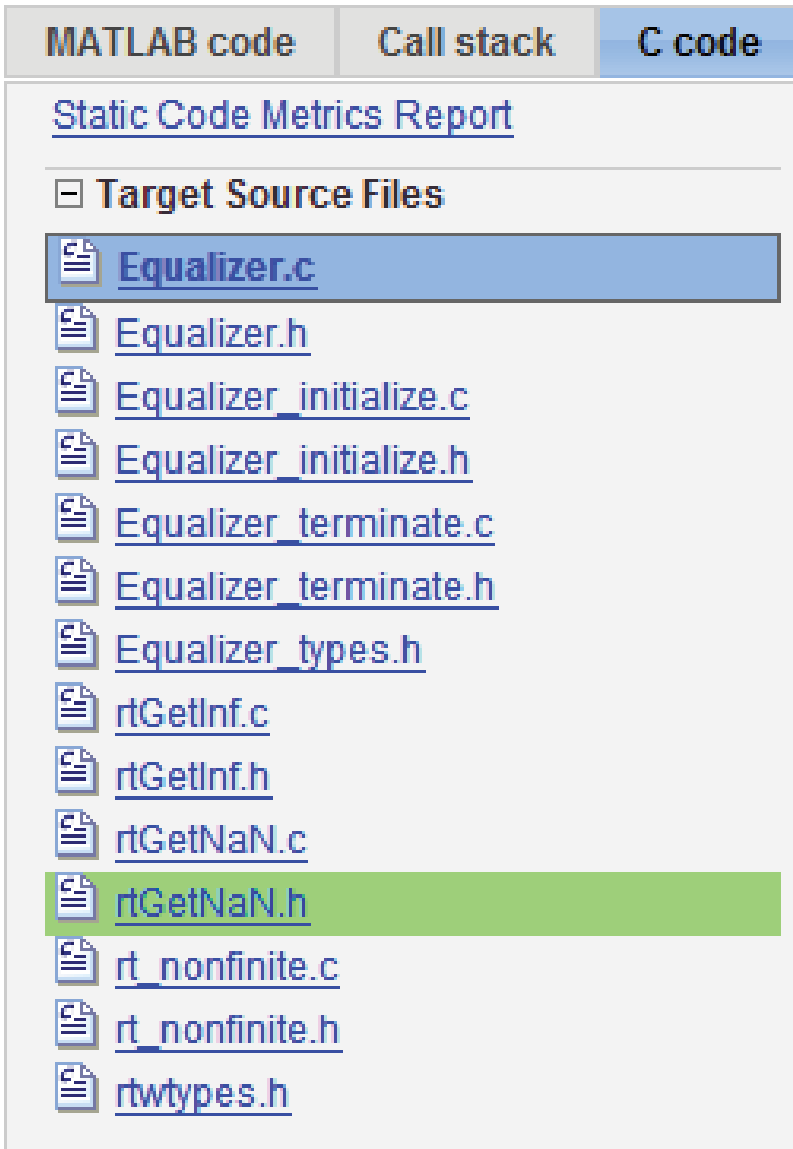 MATLAB code Call stack C code
Static Code Metrics Report
Target Source Files
Equalizer.c
Equalizer.h
Equalizer_initialize.c
Equalizer_initialize.h
Equalizer_terminate.c
Equalizer_terminate.h
Equalizer_types.h
rtGetInf.c
rtGetInf.h
rtGetNaN.c
rtGetNaN.h
rt_nonfinite.c
rt_nonfinite.h
rtwtypes.h